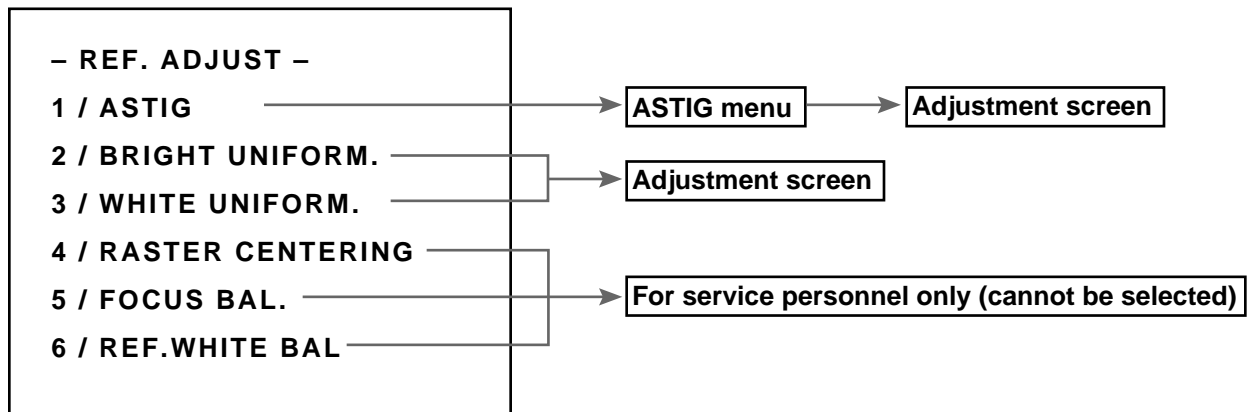 – REF. ADJUST –
1 / ASTIG
ASTIG menu
Adjustment screen
2 / BRIGHT UNIFORM.
3 / WHITE UNIFORM.
Adjustment screen
4 / RASTER CENTERING
5 / FOCUS BAL.
6 / REF.WHITE BAL
For service personnel only (cannot be selected)